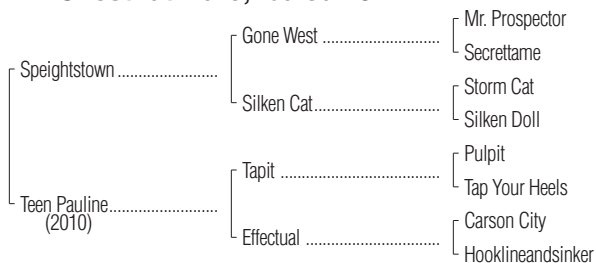 Mr. Prospector
Gone West
Secrettame
Speightstown
Storm Cat
Silken Cat
Silken Doll
Pulpit
Tapit
Tap Your Heels
Teen Pauline
(2010)
Carson City
Effectual
Hooklineandsinker